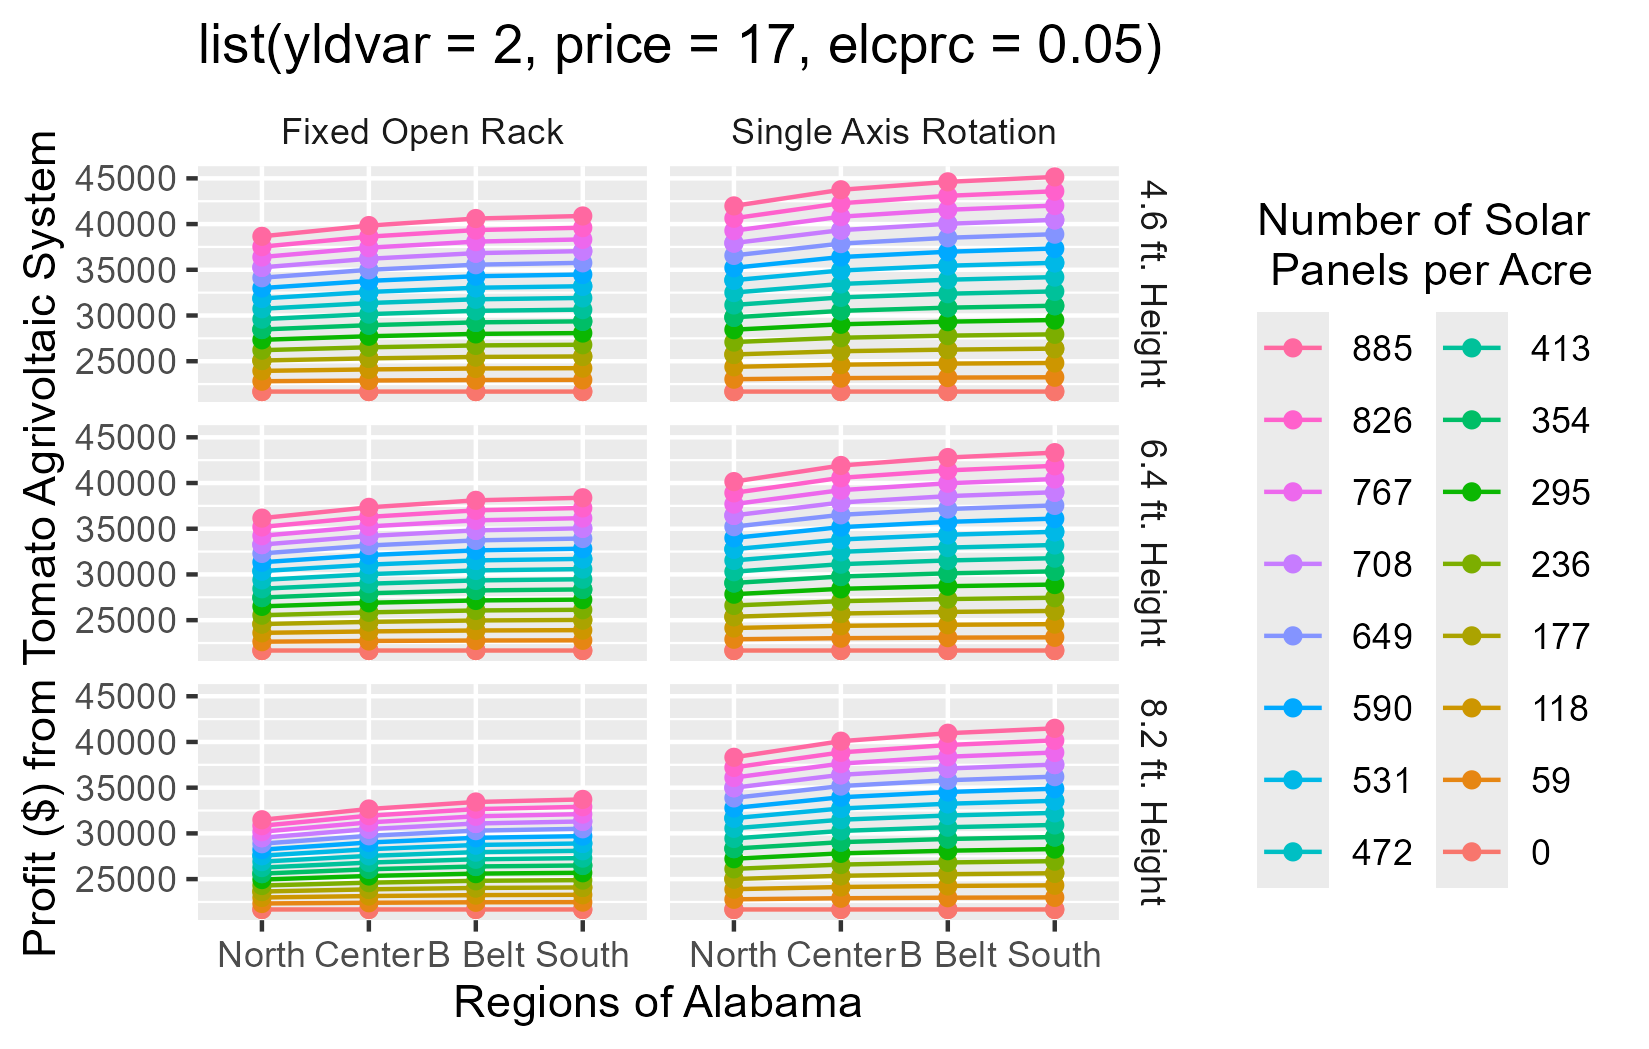 list(yldvar = 2, price = 17, elcprc = 0.05)
Fixed Open Rack
Single Axis Rotation
Profit ($) from Tomato Agrivoltaic System
45000
40000
35000
30000
25000
4.6 ft. Height
45000
40000
35000
30000
25000
6.4 ft. Height
45000
40000
35000
30000
25000
8.2 ft. Height
North Center B Belt South
North Center B Belt South
Regions of Alabama
Number of Solar
Panels per Acre
885
826
767
708
649
590
531
472
413
354
295
236
177
118
59
0